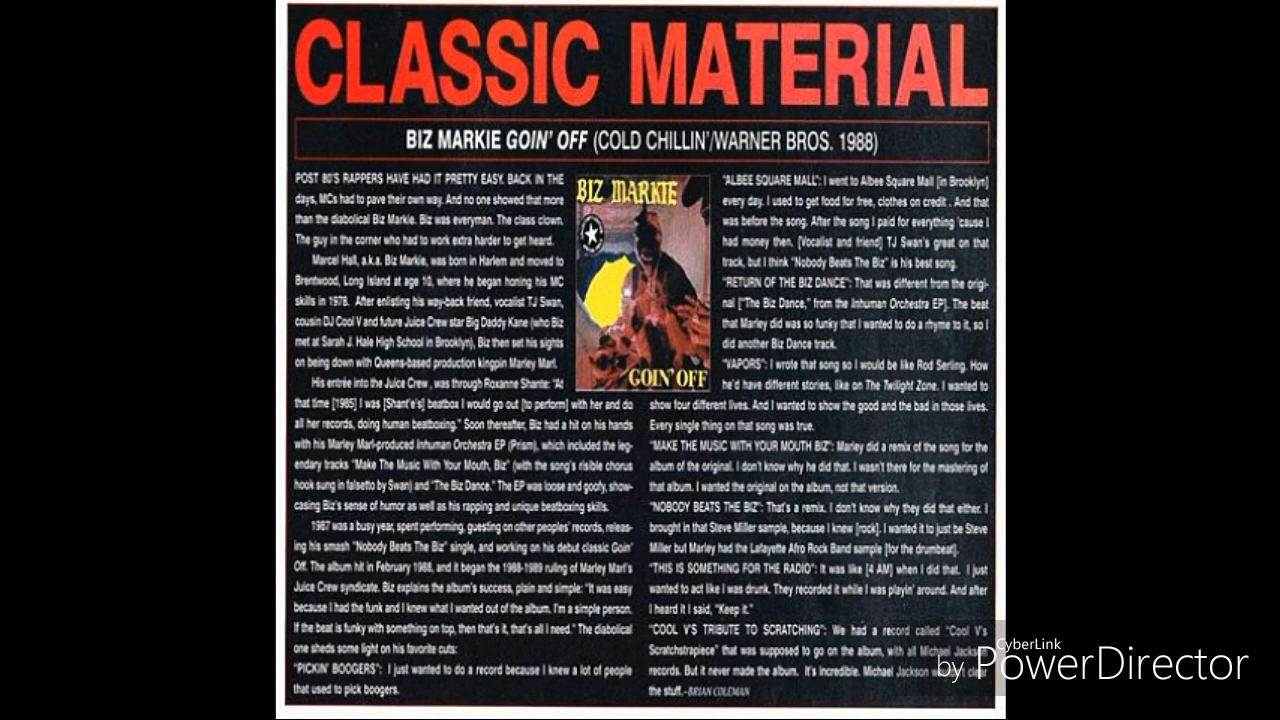 CLASSIC MATERIAL
BIZ MARKIE GOIN' OFF (COLD CHILLIN'/WARNER BROS. 1988)
POST 80'S RAPPERS HAVE HAD IT PRETTY EASY. BACK IN THE
days, MCs had to pave their own way. And no one showed that more
than the diabolical Biz Markie. Biz was everyman. The class clown.
The guy in the corner who had to work extra harder to get heard.
Marcel Hall, a.k.a. Biz Markie, was born in Harlem and moved to
Brentwood, Long Island at age 10, where he began honing his MC
skills in 1978. After enlisting his way-back friend, vocalist TJ Swan,
cousin DJ Cool V and future Juice Crew star Big Daddy Kane (who Biz
met at Sarah J. Hale High School in Brooklyn), Biz then set his sights
on being down with Queens-based production kingpin Marley Marl.
His entrée into the Juice Crew , was through Roxanne Shante: "At
that time [1985] I was [Shant'e's] beatbox I would go out [to perform] with her and do
all her records, doing human beatboxing." Soon thereafter, Biz had a hit on his hands
with his Marley Marl-produced Inhuman Orchestra EP (Prism), which included the leg-
endary tracks "Make The Music With Your Mouth, Biz" (with the song's risible chorus
hook sung in falsetto by Swan) and "The Biz Dance." The EP was loose and goofy, show-
casing Biz's sense of humor as well as his rapping and unique beatboxing skills.
1987 was a busy year, spent performing, guesting on other peoples' records, releas-
ing his smash "Nobody Beats The Biz" single, and working on his debut classic Goin'
Off. The album hit in February 1988, and it began the 1988-1989 ruling of Marley Marl's
Juice Crew syndicate. Biz explains the album's success, plain and simple: "It was easy
because I had the funk and I knew what I wanted out of the album. I'm a simple person.
If the beat is funky with something on top, then that's it, that's all I need." The diabolical
one sheds some light on his favorite cuts:
"PICKIN' BOOGERS": I just wanted to do a record because I knew a lot of people
that used to pick boogers.
BIZ MARKIE
GOIN' OFF
"ALBEE SQUARE MALL": I went to Albee Square Mall [in Brooklyn]
every day. I used to get food for free, clothes on credit . And that
was before the song. After the song I paid for everything 'cause I
had money then. [Vocalist and friend] TJ Swan's great on that
track, but I think "Nobody Beats The Biz" is his best song.
"RETURN OF THE BIZ DANCE": That was different from the origi-
nal ["The Biz Dance," from the Inhuman Orchestra EP]. The beat
that Marley did was so funky that I wanted to do a rhyme to it, so I
did another Biz Dance track.
"VAPORS": I wrote that song so I would be like Rod Serling. How
he'd have different stories, like on The Twilight Zone. I wanted to
show four different lives. And I wanted to show the good and the bad in those lives.
Every single thing on that song was true.
"MAKE THE MUSIC WITH YOUR MOUTH BIZ": Marley did a remix of the song for the
album of the original. I don't know why he did that. I wasn't there for the mastering of
that album. I wanted the original on the album, not that version.
"NOBODY BEATS THE BIZ": That's a remix. I don't know why they did that either. I
brought in that Steve Miller sample, because I knew [rock]. I wanted it to just be Steve
Miller but Marley had the Lafayette Afro Rock Band sample [for the drumbeat].
"THIS IS SOMETHING FOR THE RADIO": It was like [4 AM] when I did that. I just
wanted to act like I was drunk. They recorded it while I was playin' around. And after
I heard it I said, "Keep it."
"COOL V'S TRIBUTE TO SCRATCHING": We had a record called "Cool V's
Scratchstrapiece" that was supposed to go on the album, with all Michael Jackson
records. But it never made the album. It's incredible. Michael Jackson
the stuff.–BRIAN COLEMAN
CyberLink
by PowerDirector